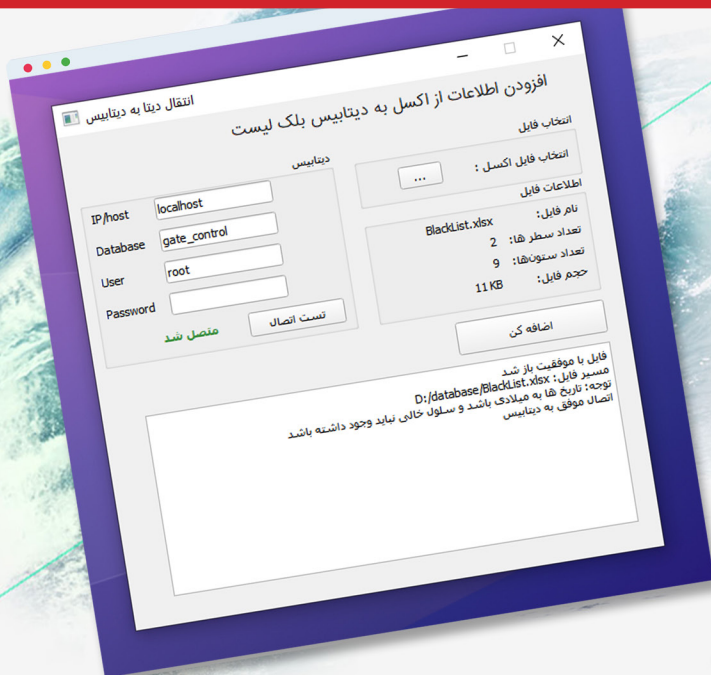 انتقال دیتا به دیتابیس
افزودن اطلاعات از اکسل به دیتابیس بلک لیست
انتخاب فایل
انتخاب فایل اکسل :
...
اطلاعات فایل
نام فایل: BlackList.xlsx
تعداد سطر ها: 2
تعداد ستون‌ها: 9
حجم فایل: 11 KB
دیتابیس
IP/host localhost
Database gate_control
User root
Password
تست اتصال
متصل شد
اضافه کن
فایل با موفقیت باز شد
مسیر فایل: D:/database/BlackList.xlsx
توجه: تاریخ ها به میلادی باشد و سلول خالی نباید وجود داشته باشد
اتصال موفق به دیتابیس